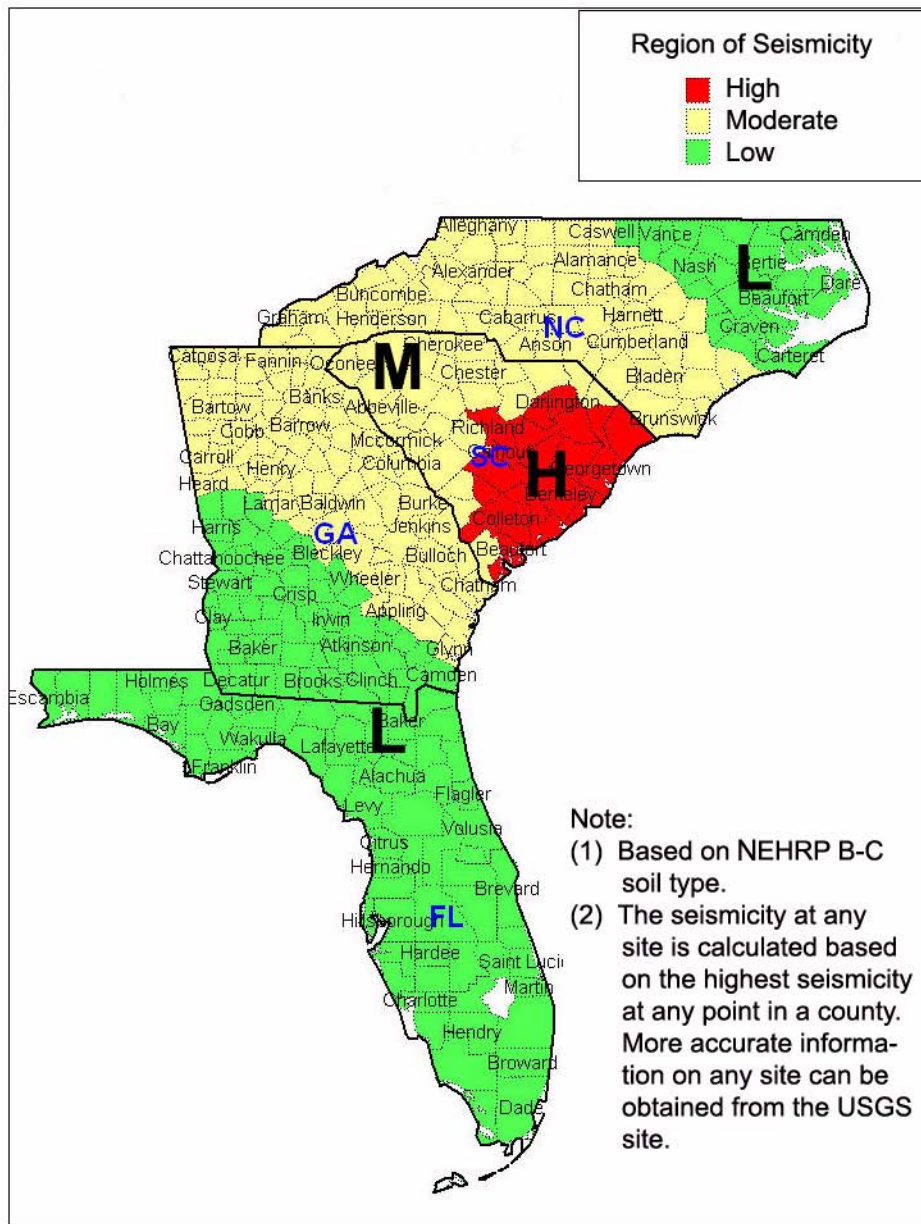 Region of Seismicity
High
Moderate
Low
Alleghany
Caswell
Vance
Camden
Alexander
Alamance
Nash
Bertie
L
Buncombe
Chatham
Dare
Beaufort
Graham
Henderson
Cabarrus
NC
Harnett
Craven
Catoosa
Fannin
Oconee
Cherokee
Anson
Cumberland
Carteret
M
Chester
Bladen
Bartow
Banks
Abbeville
Darlington
Brunswick
Cobb
Barrow
Mccormick
Richland
Carroll
Henry
Columbia
SC
Calhoun
H
Georgetown
Heard
Lamar
Baldwin
Burke
Berkeley
Harris
GA
Jenkins
Colleton
Chattahoochee
Bleckley
Bulloch
Beaufort
Stewart
Wheeler
Chatham
Crisp
Clay
Irwin
Appling
Baker
Atkinson
Glynn
Holmes
Decatur
Brooks
Clinch
Camden
Escambia
Gadsden
Bay
L
Baker
Wakulla
Lafayette
Franklin
Alachua
Flagler
Levy
Volusia
Citrus
Hernando
Brevard
Hillsborough
FL
Hardee
Saint Luci
Martin
Charlotte
Hendry
Broward
Dade
Note:
(1) Based on NEHRP B-C
soil type.
(2) The seismicity at any
site is calculated based
on the highest seismicity
at any point in a county.
More accurate informa-
tion on any site can be
obtained from the USGS
site.